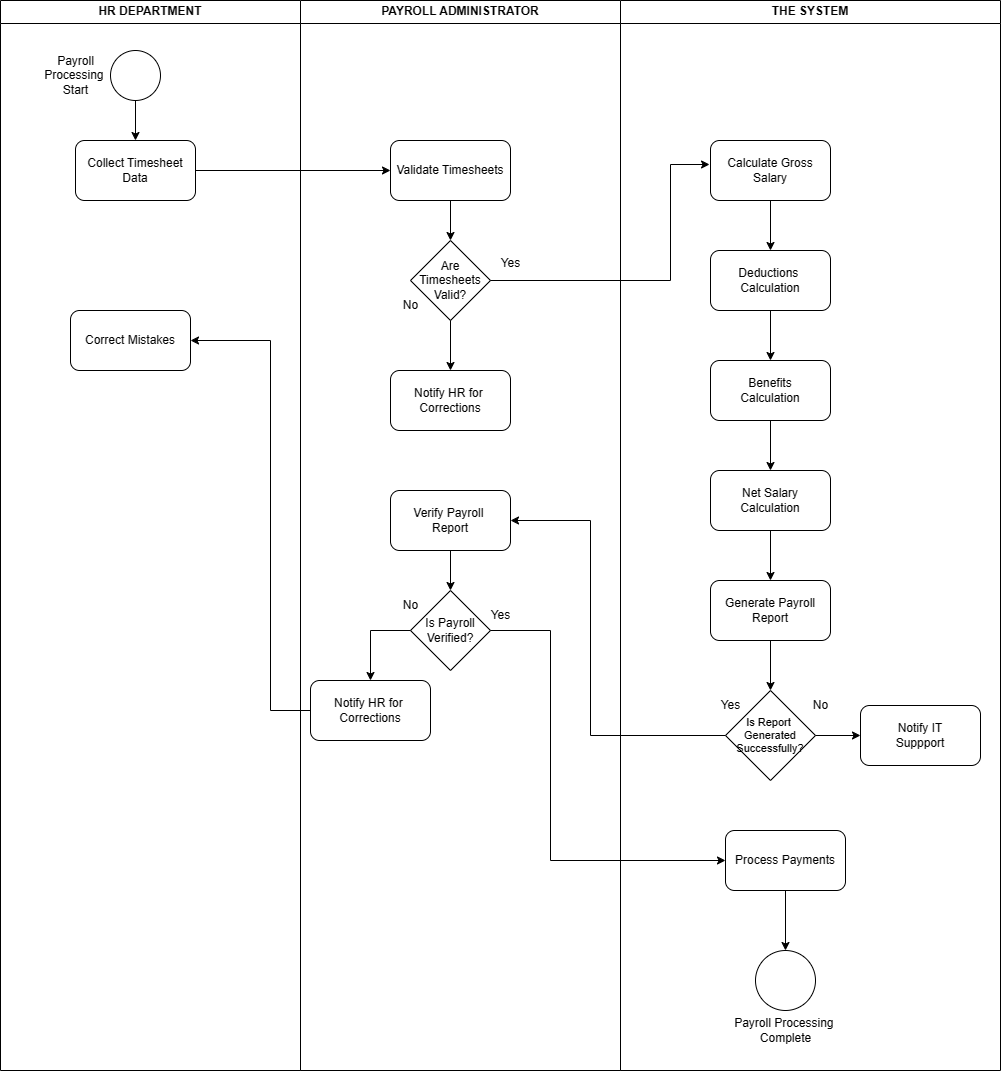 HR DEPARTMENT
PAYROLL ADMINISTRATOR
THE SYSTEM
Payroll
Processing
Start
Collect Timesheet
Data
Validate Timesheets
Calculate Gross
Salary
Are
Timesheets
Valid?
Yes
No
Deductions
Calculation
Correct Mistakes
Notify HR for
Corrections
Benefits
Calculation
Verify Payroll
Report
Net Salary
Calculation
Is Payroll
Verified?
No
Yes
Generate Payroll
Report
Notify HR for
Corrections
Is Report
Generated
Successfully?
Yes
No
Notify IT
Suppport
Process Payments
Payroll Processing
Complete